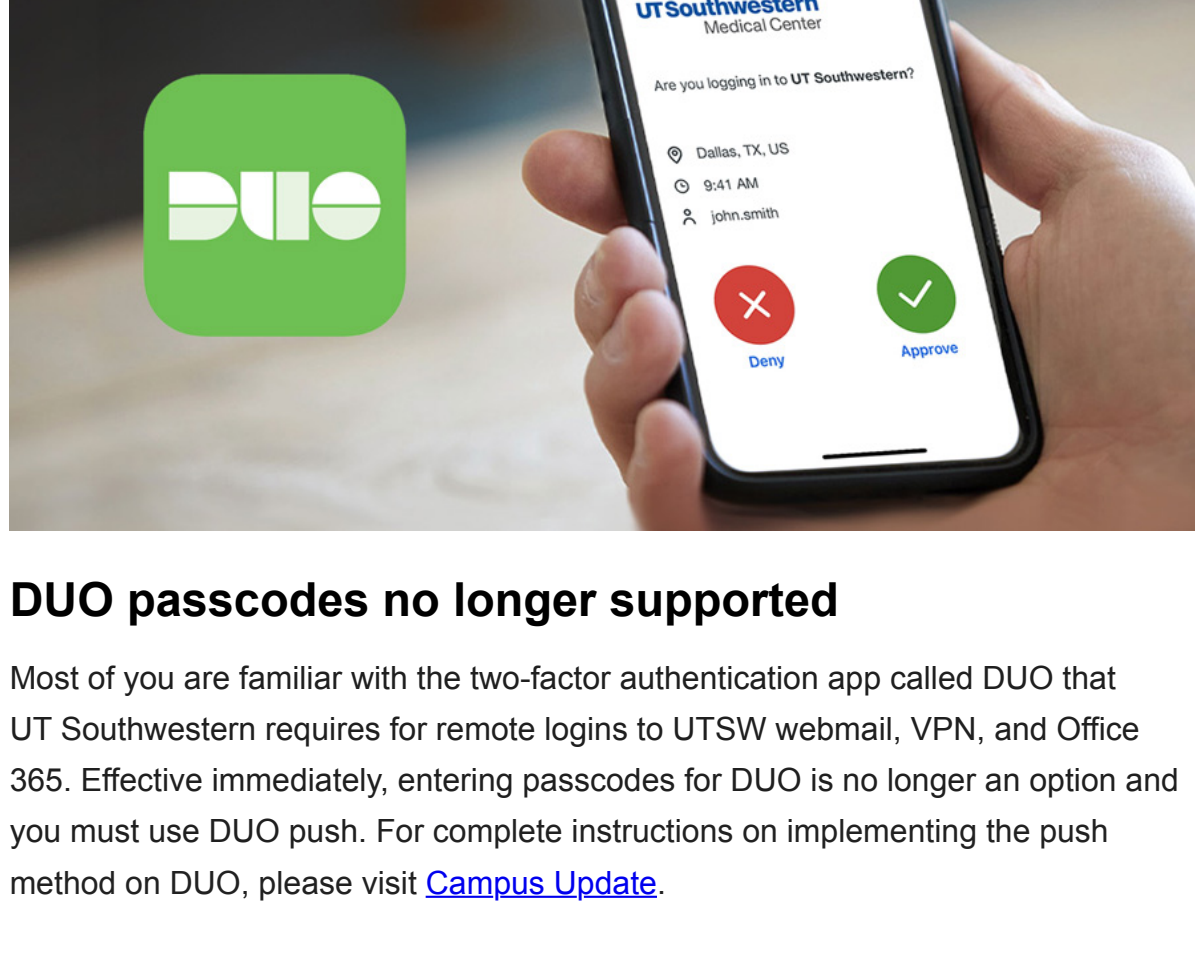 UT Southwestern
Medical Center
Are you logging in to UT Southwestern?
Dallas, TX, US
9:41 AM
john.smith
Deny
Approve
DUO
DUO passcodes no longer supported
Most of you are familiar with the two-factor authentication app called DUO that
UT Southwestern requires for remote logins to UTSW webmail, VPN, and Office
365. Effective immediately, entering passcodes for DUO is no longer an option and
you must use DUO push. For complete instructions on implementing the push
method on DUO, please visit Campus Update.